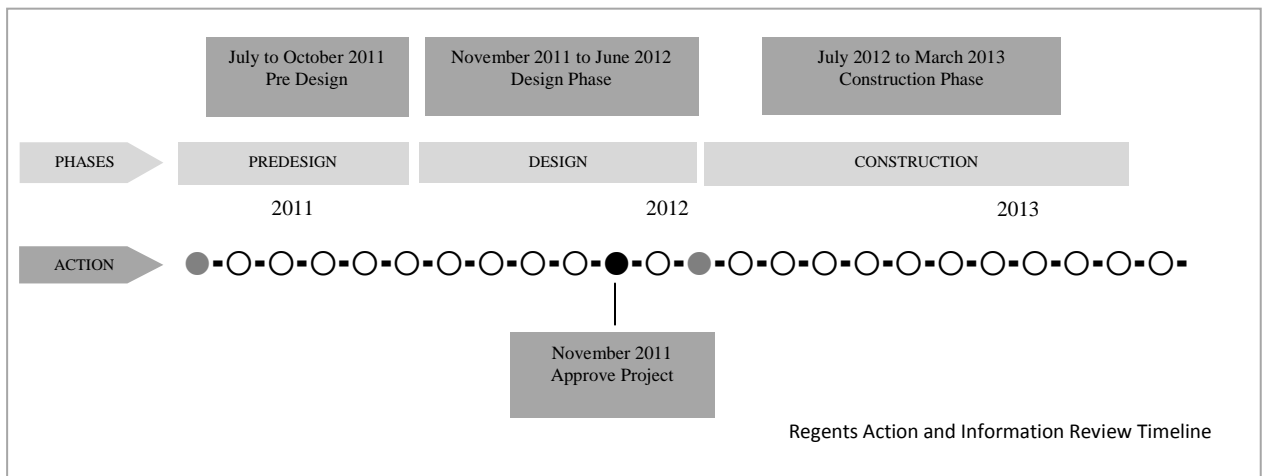 July to October 2011
Pre Design
November 2011 to June 2012
Design Phase
July 2012 to March 2013
Construction Phase
PHASES
PREDESIGN
DESIGN
CONSTRUCTION
2011
2012
2013
ACTION
November 2011
Approve Project
Regents Action and Information Review Timeline